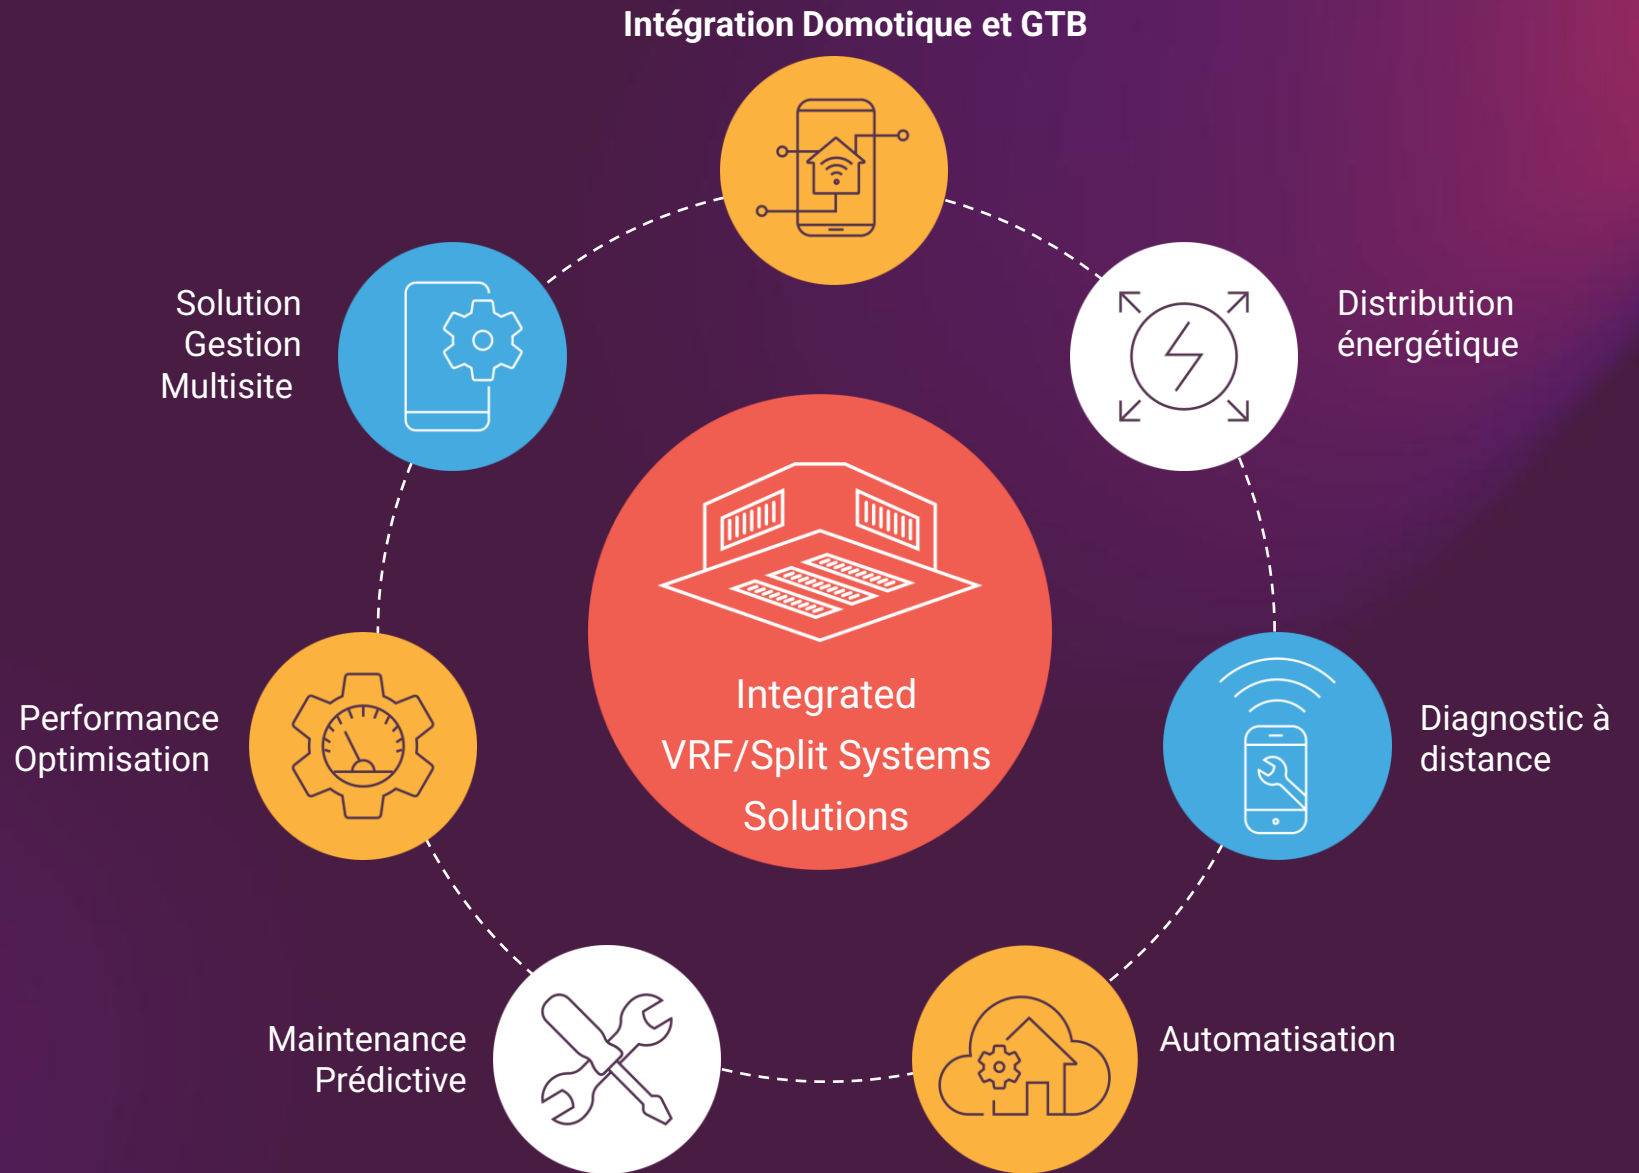 Intégration Domotique et GTB
Solution
Gestion
Multisite
Distribution
énergétique
Integrated
VRF/Split Systems
Solutions
Performance
Optimisation
Diagnostic à
distance
Maintenance
Prédictive
Automatisation